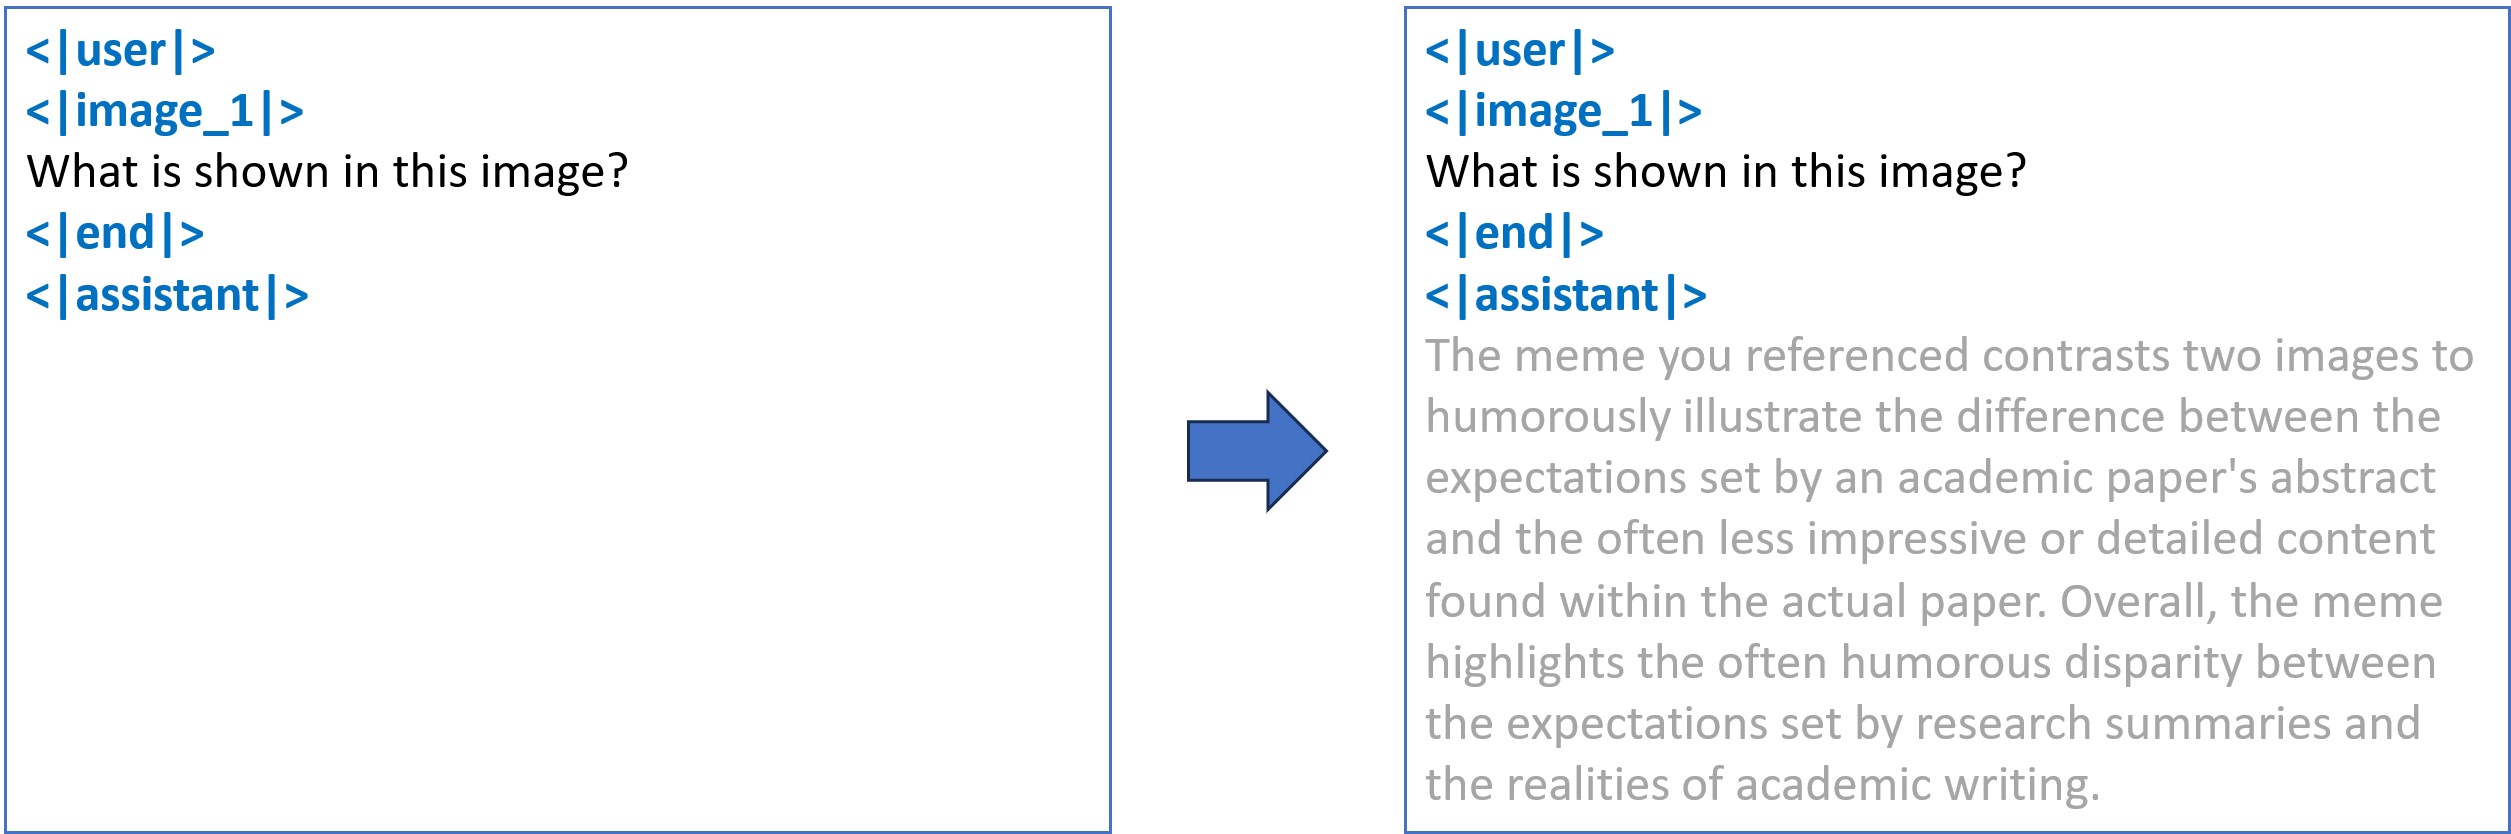 <|user|>
<|image_1|>
What is shown in this image?
<|end|>
<|assistant|>
<|user|>
<|image_1|>
What is shown in this image?
<|end|>
<|assistant|>
The meme you referenced contrasts two images to
humorously illustrate the difference between the
expectations set by an academic paper's abstract
and the often less impressive or detailed content
found within the actual paper. Overall, the meme
highlights the often humorous disparity between
the expectations set by research summaries and
the realities of academic writing.